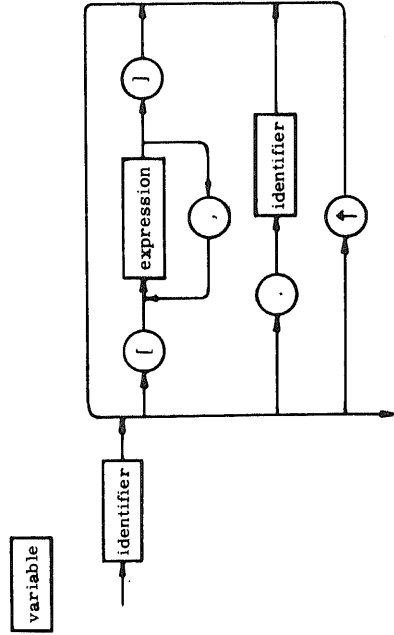 variable
identifier
[
expression
]
,
.
identifier
↑